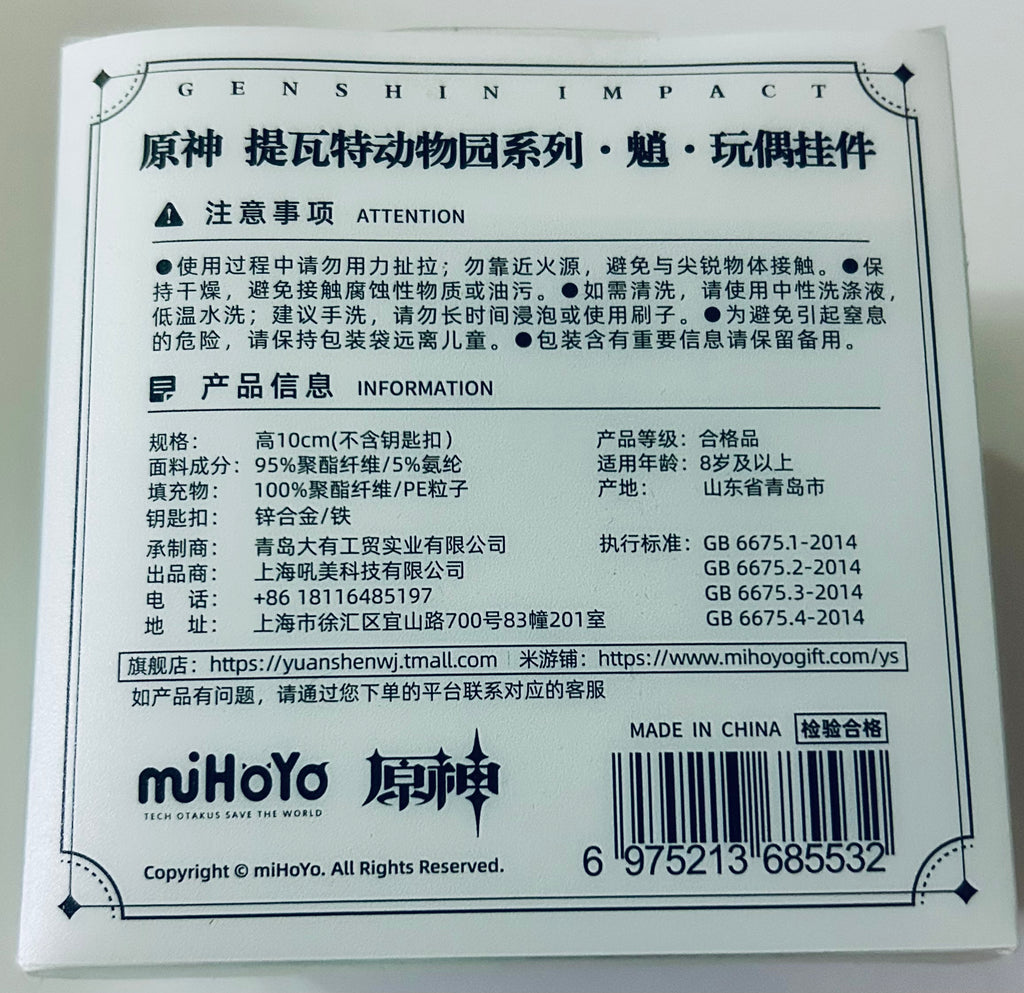 GENSHIN IMPACT
原神 提瓦特动物园系列·魈·玩偶挂件
注意事项 ATTENTION
●使用过程中请勿用力扯拉；勿靠近火源，避免与尖锐物体接触。●保
持干燥，避免接触腐蚀性物质或油污。●如需清洗，请使用中性洗涤液，
低温水洗；建议手洗，请勿长时间浸泡或使用刷子。●为避免引起窒息
的危险，请保持包装袋远离儿童。●包装含有重要信息请保留备用。
产品信息 INFORMATION
规格： 高10cm(不含钥匙扣) 产品等级：合格品
面料成分：95%聚酯纤维/5%氨纶 适用年龄：8岁及以上
填充物： 100%聚酯纤维/PE粒子 产地： 山东省青岛市
钥匙扣： 锌合金/铁
承制商： 青岛大有工贸实业有限公司 执行标准：GB 6675.1-2014
出品商： 上海吼美科技有限公司 GB 6675.2-2014
电 话： +86 18116485197 GB 6675.3-2014
地 址： 上海市徐汇区宜山路700号83幢201室 GB 6675.4-2014
旗舰店：https://yuanshenwj.tmall.com | 米游铺：https://www.mihoyogift.com/ys
如产品有问题，请通过您下单的平台联系对应的客服
MADE IN CHINA 检验合格
miHoYo 原神
TECH OTAKUS SAVE THE WORLD
6 975213 685532
Copyright © miHoYo. All Rights Reserved.